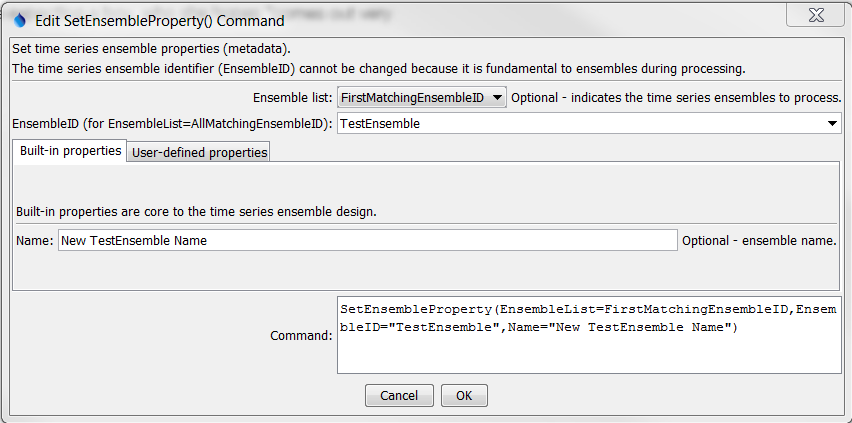 Edit SetEnsembleProperty() Command
Set time series ensemble properties (metadata).
The time series ensemble identifier (EnsembleID) cannot be changed because it is fundamental to ensembles during processing.
Ensemble list: FirstMatchingEnsembleID Optional - indicates the time series ensembles to process.
EnsembleID (for EnsembleList=AllMatchingEnsembleID): TestEnsemble
Built-in properties User-defined properties
Built-in properties are core to the time series ensemble design.
Name: New TestEnsemble Name Optional - ensemble name.
SetEnsembleProperty(EnsembleList=FirstMatchingEnsembleID,Ensem
bleID="TestEnsemble",Name="New TestEnsemble Name")
Command:
Cancel OK